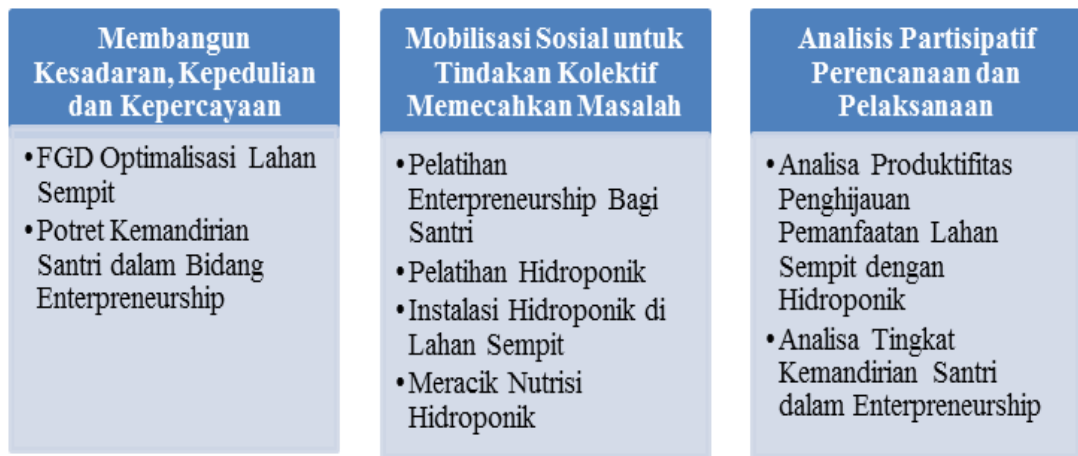 Membangun
Kesadaran, Kepedulian
dan Kepercayaan
•FGD Optimalisasi Lahan
Sempit
•Potret Kemandirian
Santri dalam Bidang
Enterpreneurship
Mobilisasi Sosial untuk
Tindakan Kolektif
Memecahkan Masalah
•Pelatihan
Enterpreneurship Bagi
Santri
•Pelatihan Hidroponik
•Instalasi Hidroponik di
Lahan Sempit
•Meracik Nutrisi
Hidroponik
Analisis Partisipatif
Perencanaan dan
Pelaksanaan
•Analisa Produktifitas
Penghijauan
Pemanfaatan Lahan
Sempit dengan
Hidroponik
•Analisa Tingkat
Kemandirian Santri
dalam Enterpreneurship